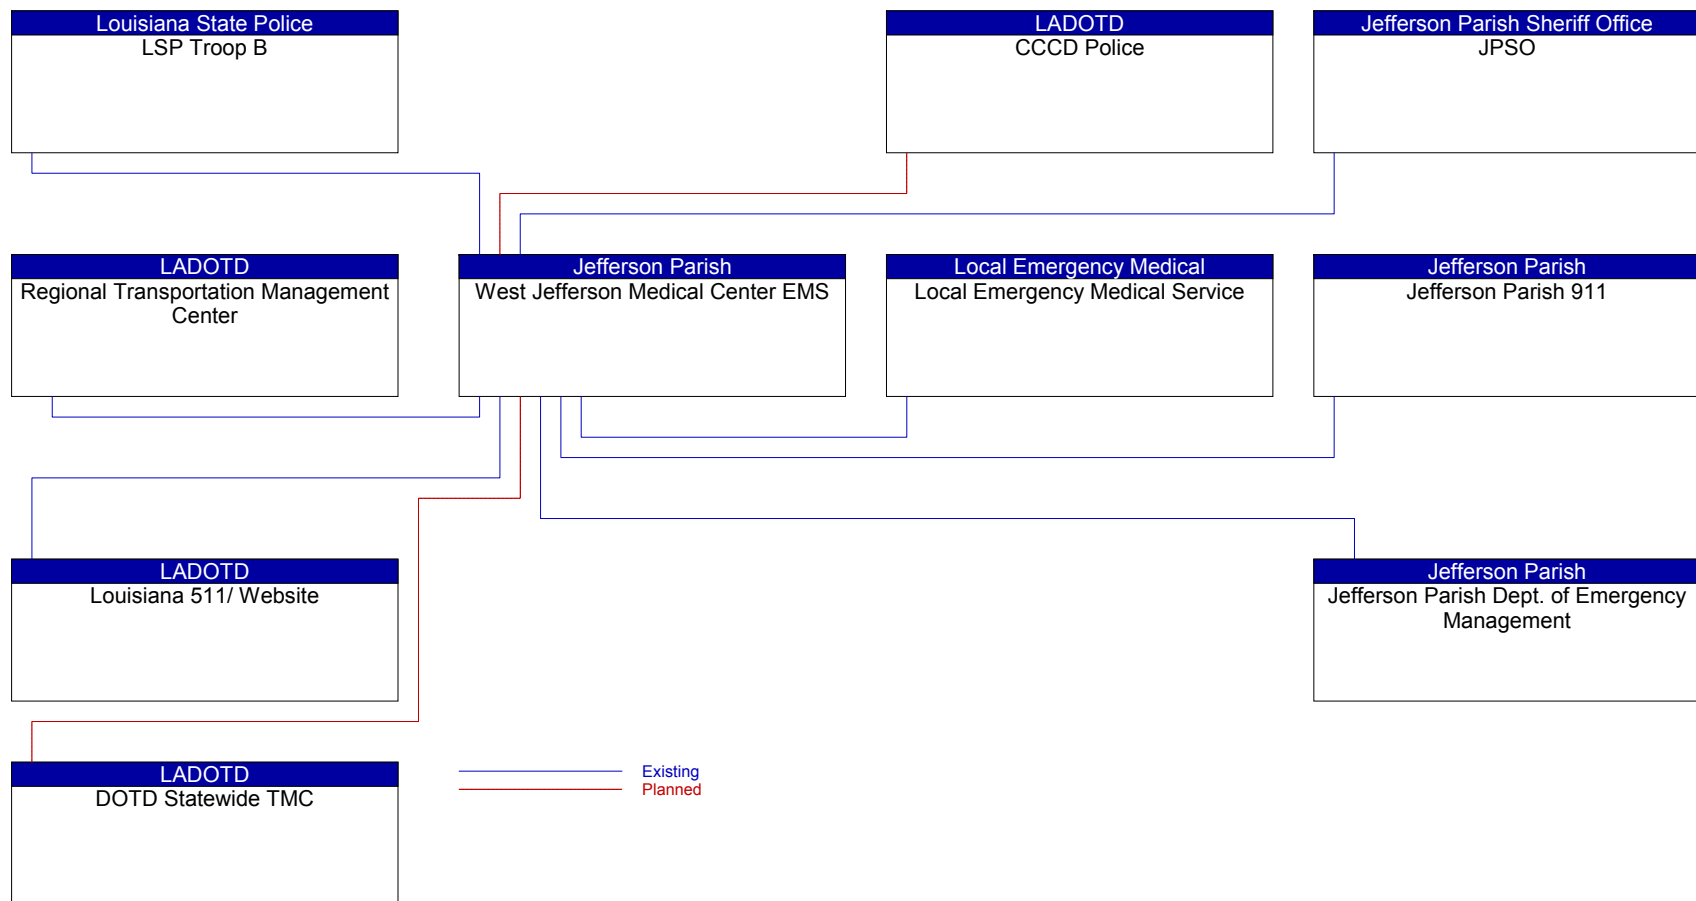 Louisiana State Police
LSP Troop B
LADOTD
CCCD Police
Jefferson Parish Sheriff Office
JPSO
LADOTD
Regional Transportation Management
Center
Jefferson Parish
West Jefferson Medical Center EMS
Local Emergency Medical
Local Emergency Medical Service
Jefferson Parish
Jefferson Parish 911
LADOTD
Louisiana 511/ Website
Jefferson Parish
Jefferson Parish Dept. of Emergency
Management
LADOTD
DOTD Statewide TMC
Existing
Planned